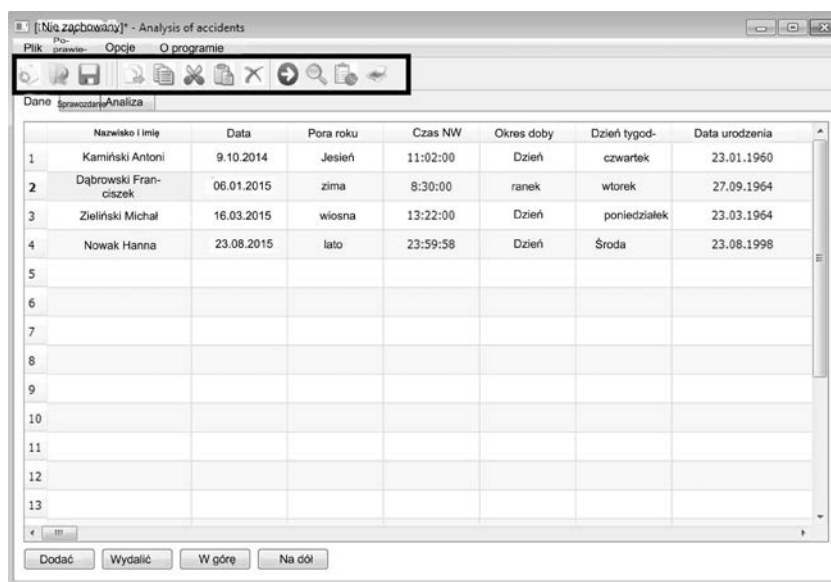 [:Nie zachowany]* - Analysis of accidents
Plik Po-prawie- Opcje O programie
Dane Sprawozdanie Analiza
Nazwisko i imię Data Pora roku Czas NW Okres doby Dzień tygod- Data urodzenia
1 Kamiński Antoni 9.10.2014 Jesień 11:02:00 Dzień czwartek 23.01.1960
2 Dąbrowski Fran-ciszek 06.01.2015 zima 8:30:00 ranek wtorek 27.09.1964
3 Zieliński Michał 16.03.2015 wiosna 13:22:00 Dzień poniedziałek 23.03.1964
4 Nowak Hanna 23.08.2015 lato 23:59:58 Dzień Środa 23.08.1998
5
6
7
8
9
10
11
12
13
Dodać Wydalić W górę Na dół